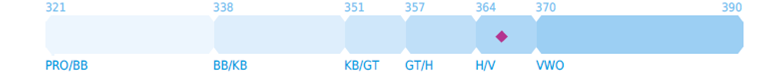 321 338 351 357 364 370 390
PRO/BB BB/KB KB/GT GT/H H/V VWO